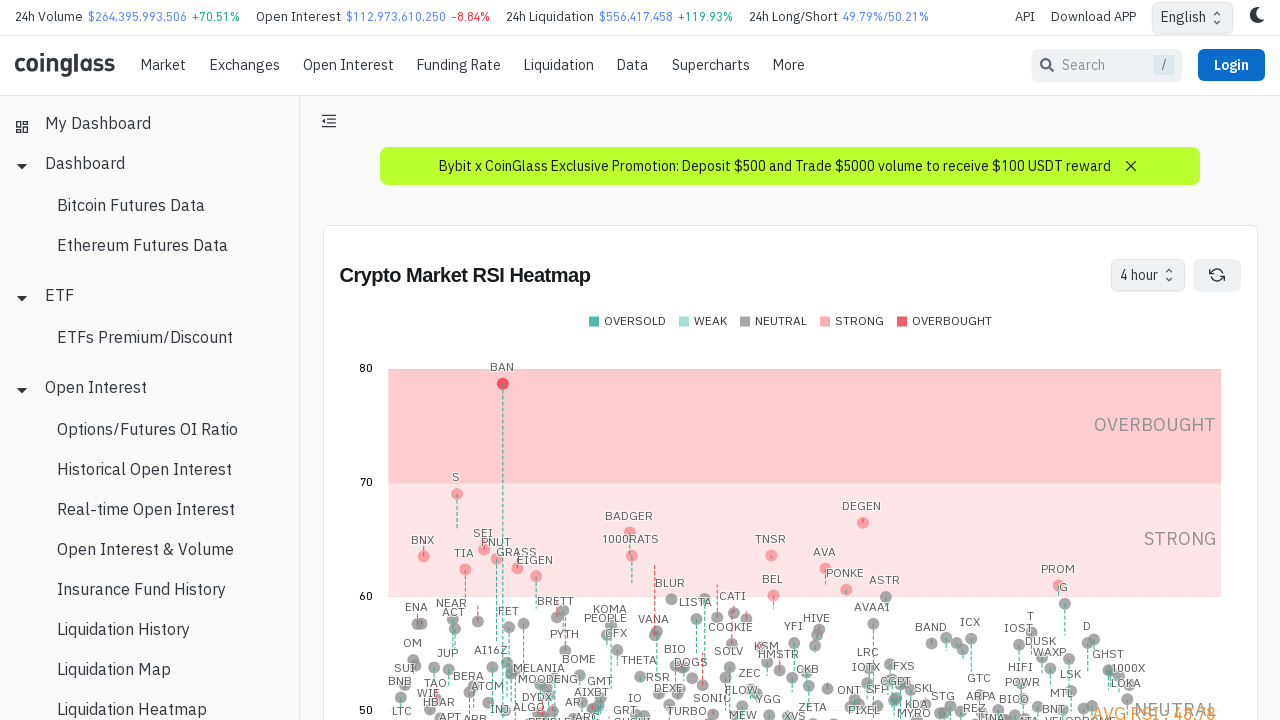 24h Volume $264,395,993,506 +70.51% Open Interest $112,973,610,250 -8.84% 24h Liquidation $556,417,458 +119.93% 24h Long/Short 49.79%/50.21% API Download APP English
coinglass Market Exchanges Open Interest Funding Rate Liquidation Data Supercharts More Search / Login
My Dashboard
Dashboard
Bitcoin Futures Data
Ethereum Futures Data
ETF
ETFs Premium/Discount
Open Interest
Options/Futures OI Ratio
Historical Open Interest
Real-time Open Interest
Open Interest & Volume
Insurance Fund History
Liquidation History
Liquidation Map
Liquidation Heatmap
Bybit x CoinGlass Exclusive Promotion: Deposit $500 and Trade $5000 volume to receive $100 USDT reward
Crypto Market RSI Heatmap
4 hour
OVERSOLD WEAK NEUTRAL STRONG OVERBOUGHT
80
BAN
OVERBOUGHT
70
S
DEGEN
BADGER
SEI
BNX PNUT 1000RATS TNSR STRONG
TIA GRASS AVA
EIGEN
PROM
BLUR BEL PONKE ASTR G
60
ENA NEAR BRETT LISTA CATI AVAAI
ACT FET KOMA
PEOPLE VANA HIVE T
COOKIE YFI BAND ICX IOST D
PYTH CFX
OM KSM DUSK
JUP AI16Z BIO SOLV HMSTR LRC WAXP GHST
BOME THETA DOGS
SUI MELANIA CKB IOTX FXS HIFI 1000X
BNB TAO BERA MOODENG GMT RSR ZEC GTC POWR LSK LOKA
WIF ATOM DEXE FLOW ONT SFP CGPT SKL
HBAR DYDX AIXBT IO SONIC YGG STG ARPA BICO MTL
LTC INJ ALGO GRT TURBO ZETA PIXEL KDA REZ BNT
50
APT ARB MEW XVS MYRO NEUTRAL